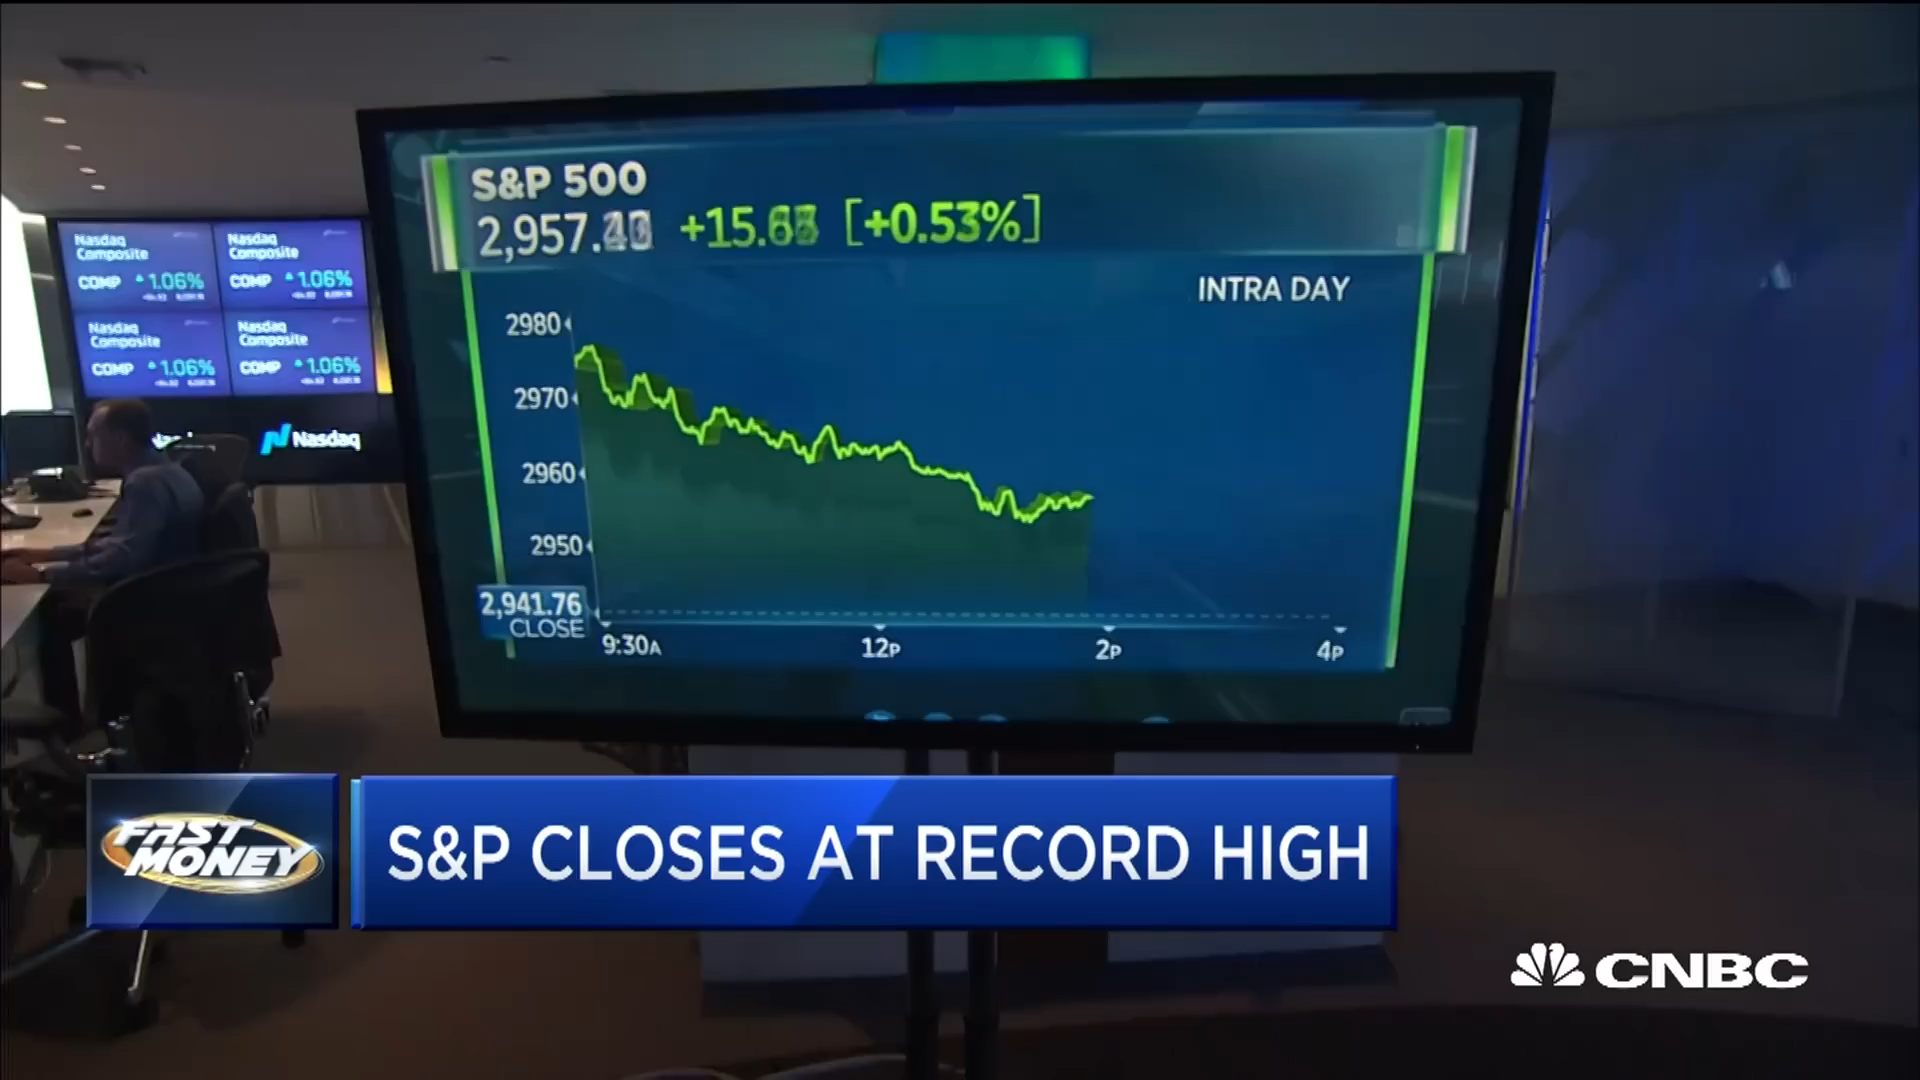 S&P 500
2,957. +15.6 [+0.53%]
INTRA DAY
2980
2970
2960
2950
2,941.76
CLOSE
9:30A 12P 2P 4P
Nasdaq
Composite
COMP 1.06%
Nasdaq
Composite
COMP 1.06%
Nasdaq
Composite
COMP 1.06%
Nasdaq
Composite
COMP 1.06%
Nasdaq
FAST
MONEY
S&P CLOSES AT RECORD HIGH
CNBC